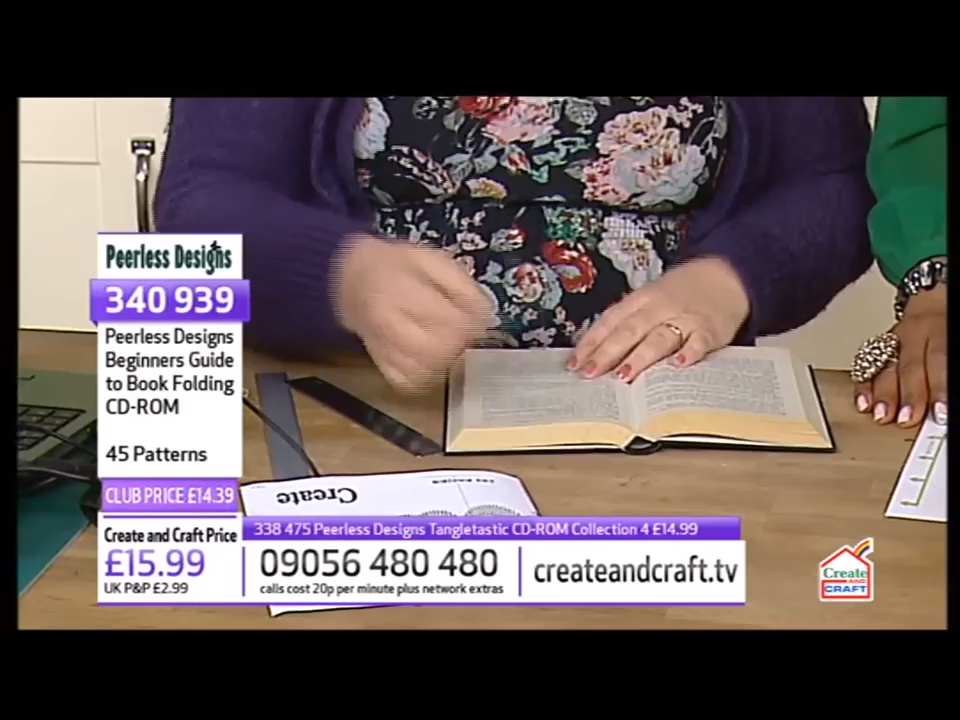 Peerless Designs
340 939
Peerless Designs
Beginners Guide
to Book Folding
CD-ROM
45 Patterns
CLUB PRICE £14.39
Create and Craft Price
£15.99
UK P&P £2.99
Create
338 475 Peerless Designs Tangletastic CD-ROM Collection 4 £14.99
09056 480 480
calls cost 20p per minute plus network extras
createandcraft.tv
Create
AND
CRAFT